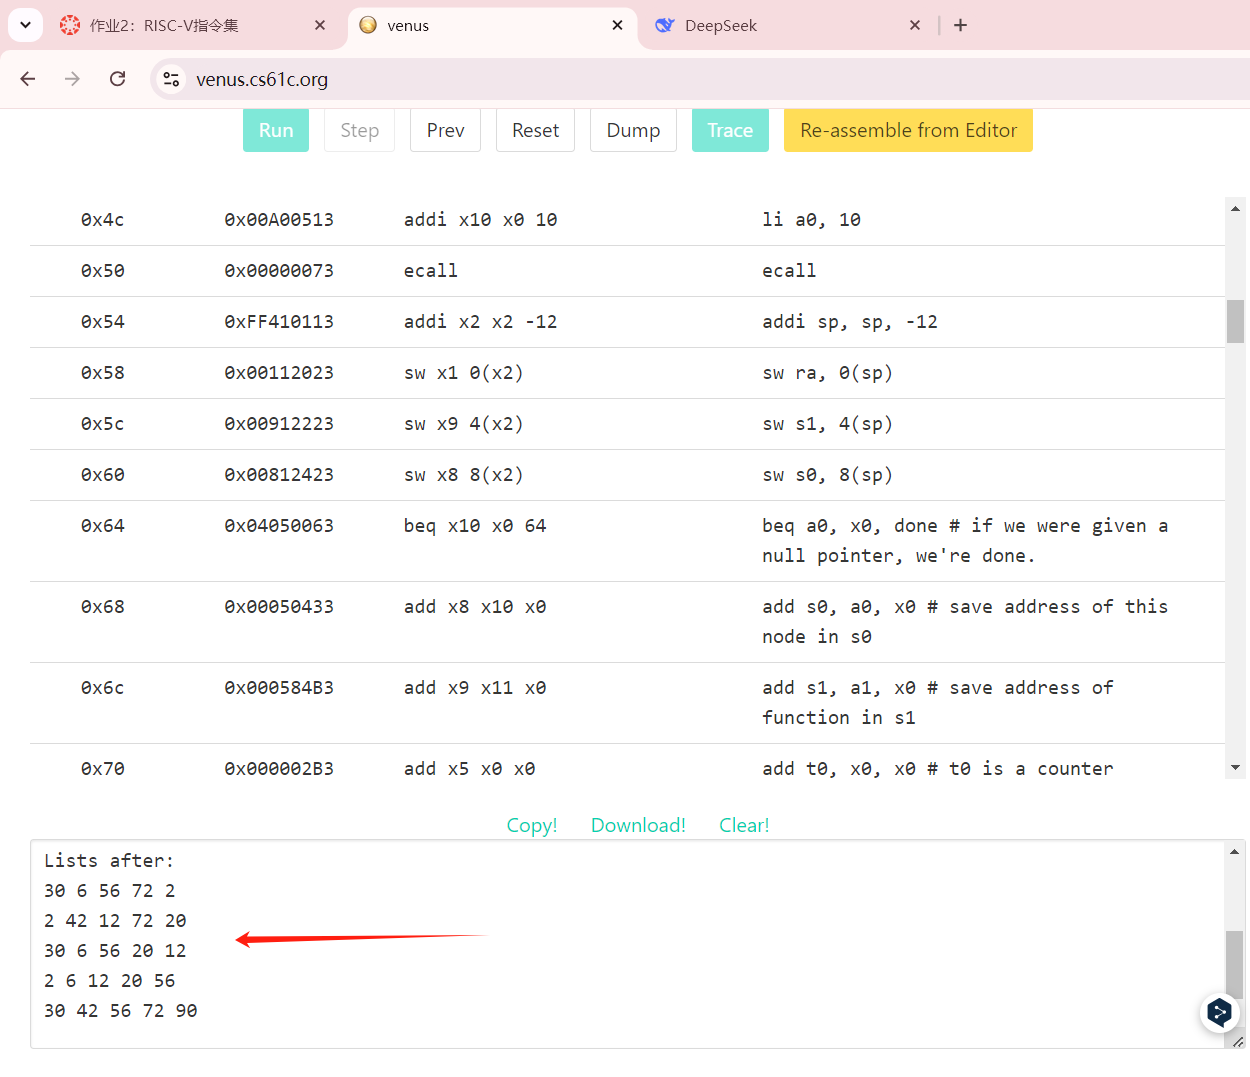 作业2：RISC-V指令集
venus
DeepSeek
venus.cs61c.org
Run Step Prev Reset Dump Trace Re-assemble from Editor
0x4c 0x00A00513 addi x10 x0 10 li a0, 10
0x50 0x00000073 ecall ecall
0x54 0xFF410113 addi x2 x2 -12 addi sp, sp, -12
0x58 0x00112023 sw x1 0(x2) sw ra, 0(sp)
0x5c 0x00912223 sw x9 4(x2) sw s1, 4(sp)
0x60 0x00812423 sw x8 8(x2) sw s0, 8(sp)
0x64 0x04050063 beq x10 x0 64 beq a0, x0, done # if we were given a
null pointer, we're done.
0x68 0x00050433 add x8 x10 x0 add s0, a0, x0 # save address of this
node in s0
0x6c 0x000584B3 add x9 x11 x0 add s1, a1, x0 # save address of
function in s1
0x70 0x000002B3 add x5 x0 x0 add t0, x0, x0 # t0 is a counter
Copy! Download! Clear!
Lists after:
30 6 56 72 2
2 42 12 72 20
30 6 56 20 12
2 6 12 20 56
30 42 56 72 90